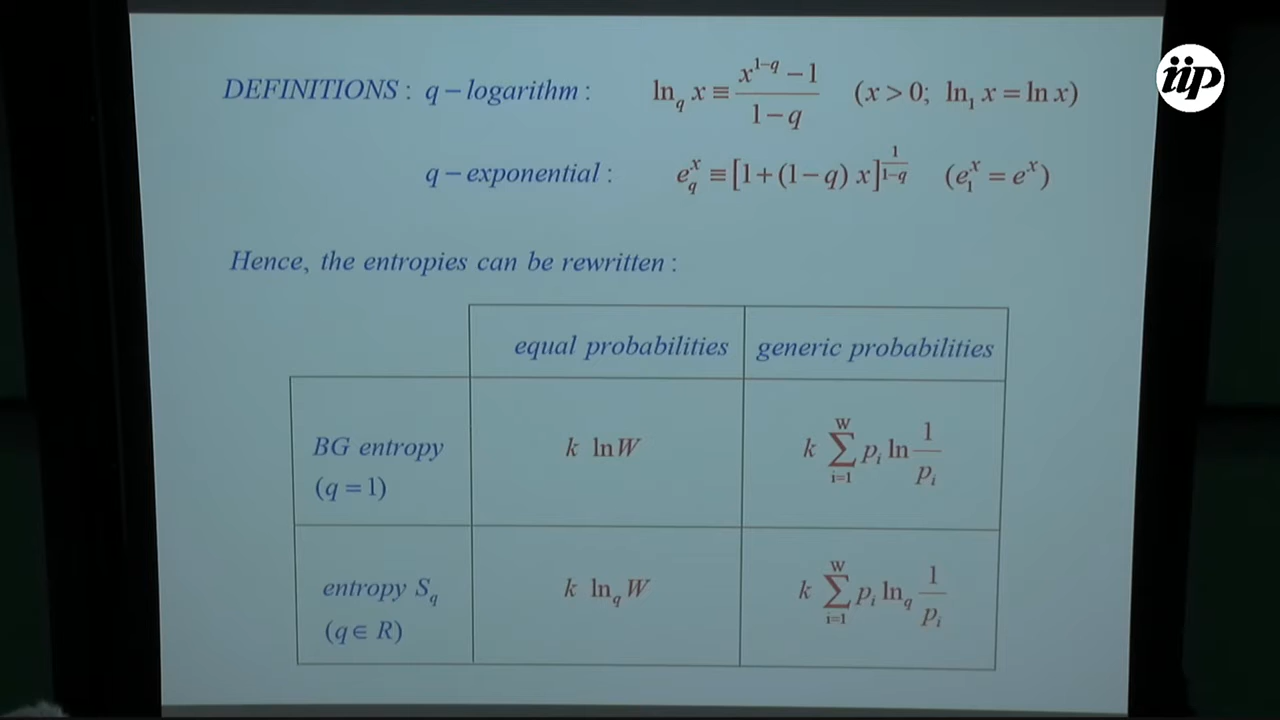 iip
DEFINITIONS : q – logarithm : ln_q x ≡ (x^{1–q} – 1)/(1 – q) (x > 0; ln_1 x = ln x)
q – exponential : e_q^x ≡ [1 + (1 – q) x]^{1/(1–q)} (e_1^x = e^x)
Hence, the entropies can be rewritten :
equal probabilities generic probabilities
BG entropy k ln W k ∑_{i=1}^{W} p_i ln 1/p_i
(q = 1)
entropy S_q k ln_q W k ∑_{i=1}^{W} p_i ln_q 1/p_i
(q ∈ R)